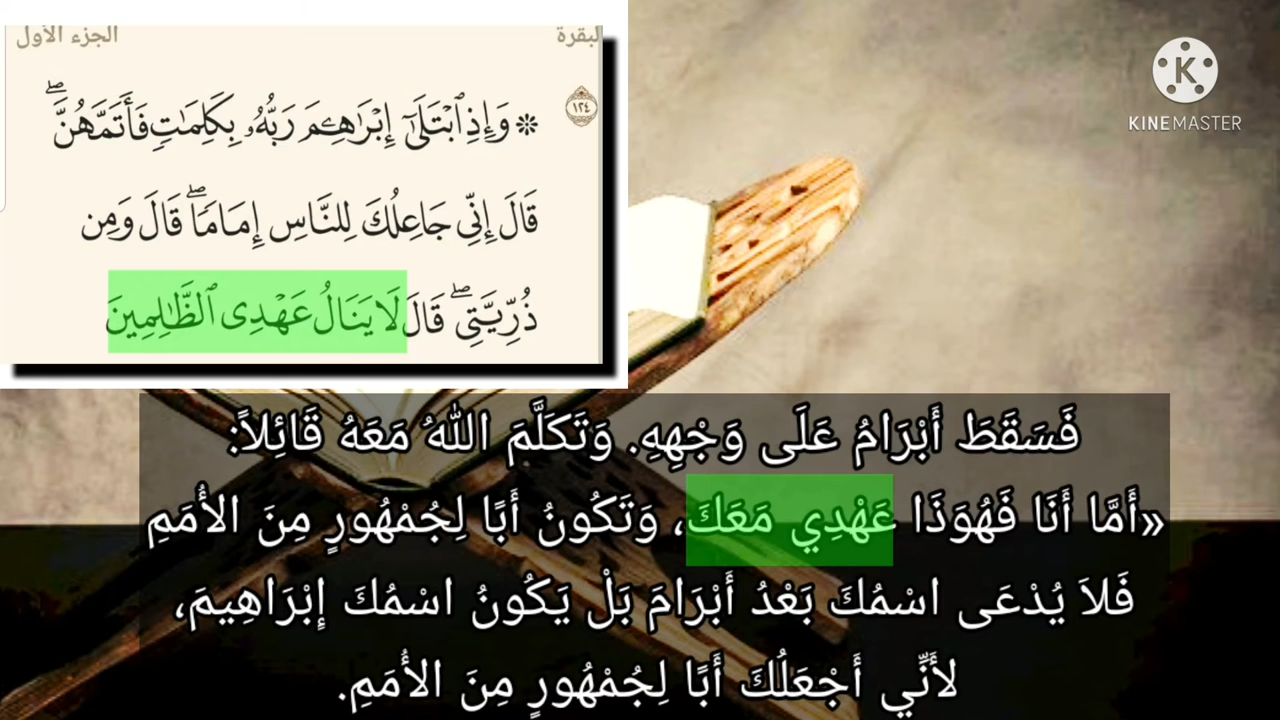 البقرة
الجزء الأول
١٢٤
۞ وَإِذِ ٱبْتَلَىٰٓ إِبْرَٰهِـۧمَ رَبُّهُۥ بِكَلِمَٰتٍ فَأَتَمَّهُنَّۖ
قَالَ إِنِّى جَاعِلُكَ لِلنَّاسِ إِمَامًاۖ قَالَ وَمِن
ذُرِّيَّتِىۖ قَالَ لَا يَنَالُ عَهْدِى ٱلظَّٰلِمِينَ
KINEMASTER
فَسَقَطَ أَبْرَامُ عَلَى وَجْهِهِ. وَتَكَلَّمَ اللهُ مَعَهُ قَائِلاً:
«أَمَّا أَنَا فَهُوَذَا عَهْدِي مَعَكَ، وَتَكُونُ أَبًا لِجُمْهُورٍ مِنَ الأُمَمِ
فَلاَ يُدْعَى اسْمُكَ بَعْدُ أَبْرَامَ بَلْ يَكُونُ اسْمُكَ إِبْرَاهِيمَ،
لأَنِّي أَجْعَلُكَ أَبًا لِجُمْهُورٍ مِنَ الأُمَمِ.